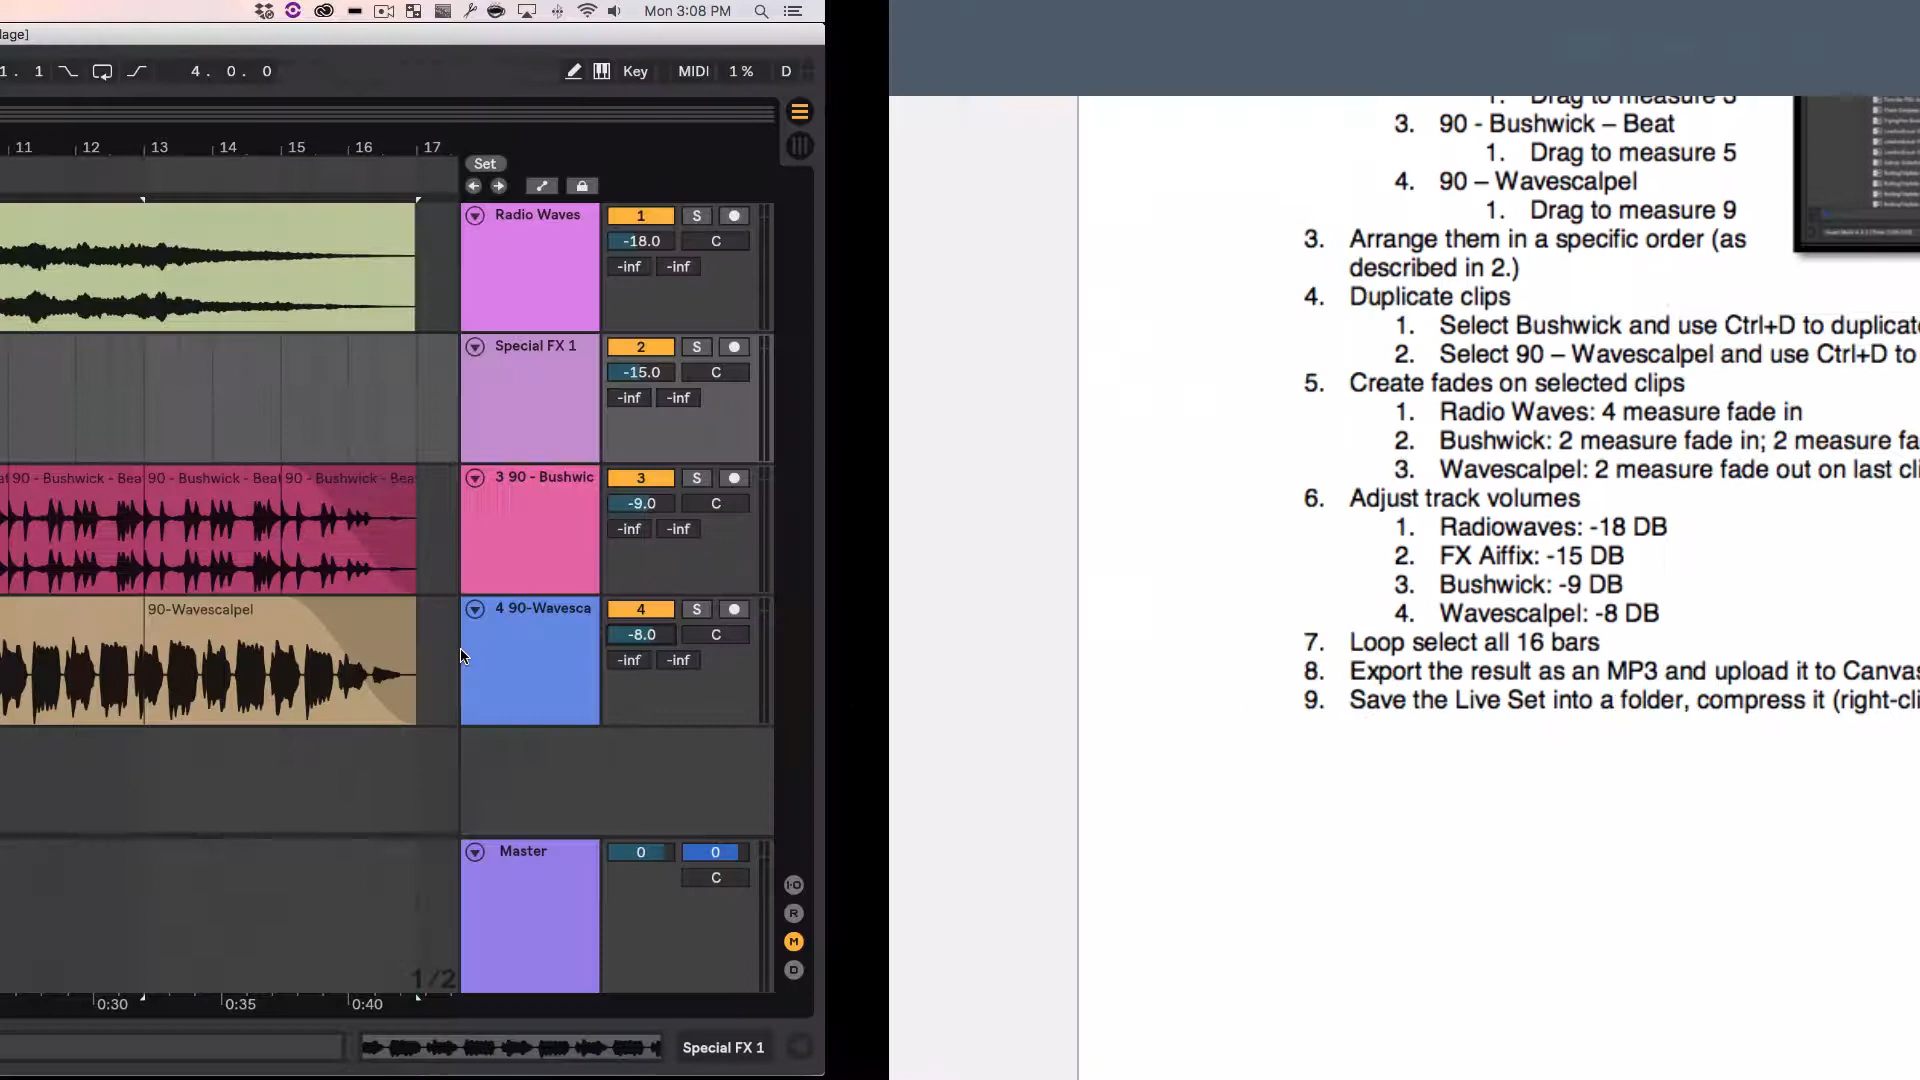 Mon 3:08 PM
lage]
1. 1
4. 0. 0
Key MIDI 1 % D
11 12 13 14 15 16 17
Set
Radio Waves 1 S
-18.0 C
-inf -inf
Special FX 1 2 S
-15.0 C
-inf -inf
90 - Bushwick - Bea 90 - Bushwick - Beat 90 - Bushwick - Bea
3 90 - Bushwic 3 S
-9.0 C
-inf -inf
90-Wavescalpel
4 90-Wavesca 4 S
-8.0 C
-inf -inf
Master 0 0
C
I·O
R
M
D
1/2
0:30 0:35 0:40
Special FX 1
1. Drag to measure 3
3. 90 - Bushwick – Beat
1. Drag to measure 5
4. 90 – Wavescalpel
1. Drag to measure 9
3. Arrange them in a specific order (as
described in 2.)
4. Duplicate clips
1. Select Bushwick and use Ctrl+D to duplicate
2. Select 90 – Wavescalpel and use Ctrl+D to
5. Create fades on selected clips
1. Radio Waves: 4 measure fade in
2. Bushwick: 2 measure fade in; 2 measure fa
3. Wavescalpel: 2 measure fade out on last cli
6. Adjust track volumes
1. Radiowaves: -18 DB
2. FX Aiffix: -15 DB
3. Bushwick: -9 DB
4. Wavescalpel: -8 DB
7. Loop select all 16 bars
8. Export the result as an MP3 and upload it to Canvas
9. Save the Live Set into a folder, compress it (right-cli